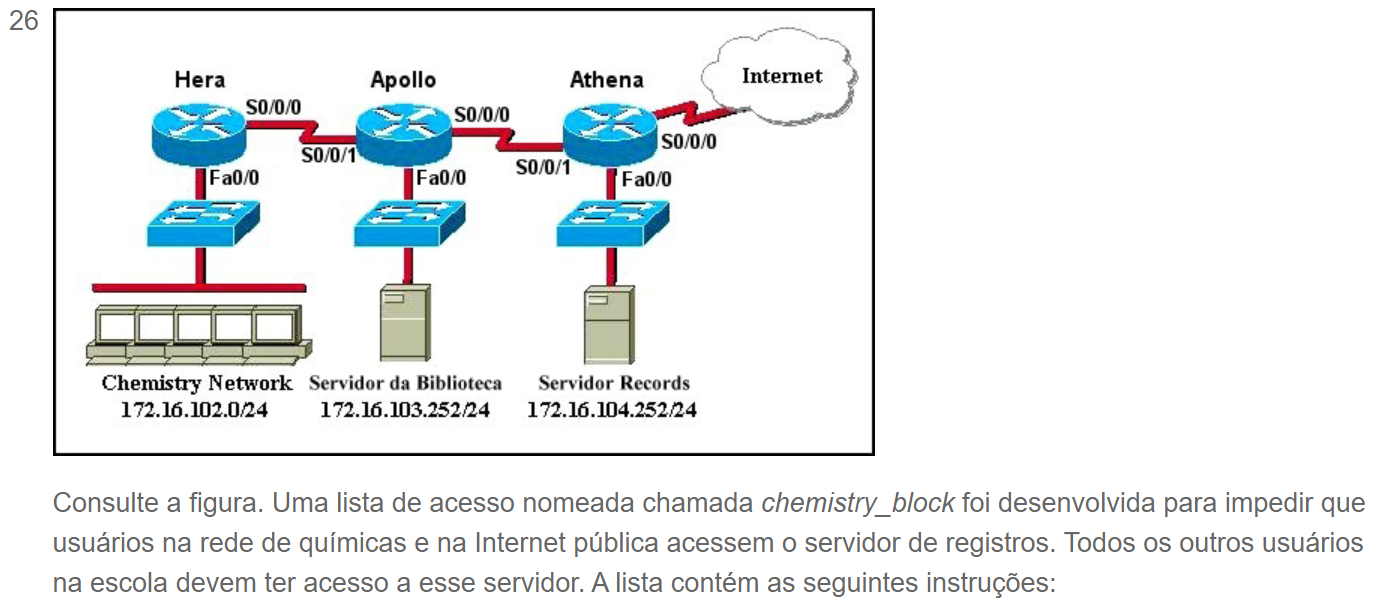 26
Internet
Hera
Apollo
Athena
S0/0/0
S0/0/0
S0/0/0
S0/0/1
S0/0/1
Fa0/0
Fa0/0
Fa0/0
Chemistry Network
172.16.102.0/24
Servidor da Biblioteca
172.16.103.252/24
Servidor Records
172.16.104.252/24
Consulte a figura. Uma lista de acesso nomeada chamada chemistry_block foi desenvolvida para impedir que
usuários na rede de químicas e na Internet pública acessem o servidor de registros. Todos os outros usuários
na escola devem ter acesso a esse servidor. A lista contém as seguintes instruções: